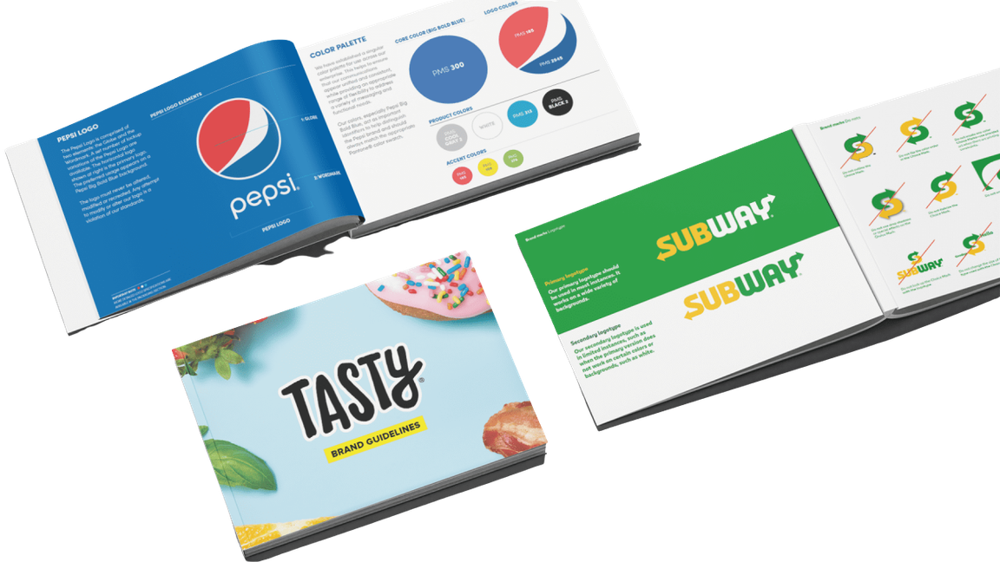 PEPSI LOGO
The Pepsi Logo is comprised of
two elements: the Globe and the
Wordmark. A set number of lockup
variations of the Pepsi Logo are
available. The horizontal logo
shown at right is the primary logo.
The preferred usage appears on a
Pepsi Big Bold Blue background.
The logo must never be altered,
modified or recreated. Any attempt
to modify or alter our logo is a
violation of our standards.
PEPSI LOGO ELEMENTS
1: GLOBE
2: WORDMARK
pepsi®
PEPSI LOGO
COLOR PALETTE
We have established a singular
color palette for use across our
enterprise. This helps to ensure
that our communications
appear unified and consistent,
while providing an appropriate
range of flexibility to address
a variety of messaging and
functional needs.
Our colors, especially Pepsi Big
Bold Blue, act as important
identifiers to help distinguish
the Pepsi brand and should
always match the appropriate
Pantone® color swatch.
CORE COLOR (BIG BOLD BLUE)
PMS 300
LOGO COLORS
PMS 185
PMS 2945
PRODUCT COLORS
PMS
COOL
GRAY 2
WHITE
PMS 313
PMS
BLACK 2
ACCENT COLORS
TASTY®
BRAND GUIDELINES
Brand marks Logotype
Primary logotype
Our primary logotype should
be used in most instances. It
works on a wide variety of
backgrounds.
SUBWAY®
Secondary logotype
Our secondary logotype is used
in limited instances, such as
when the primary version does
not work on certain colors or
backgrounds, such as white.
SUBWAY®
Brand marks Do nots
SUBWAY
Hello